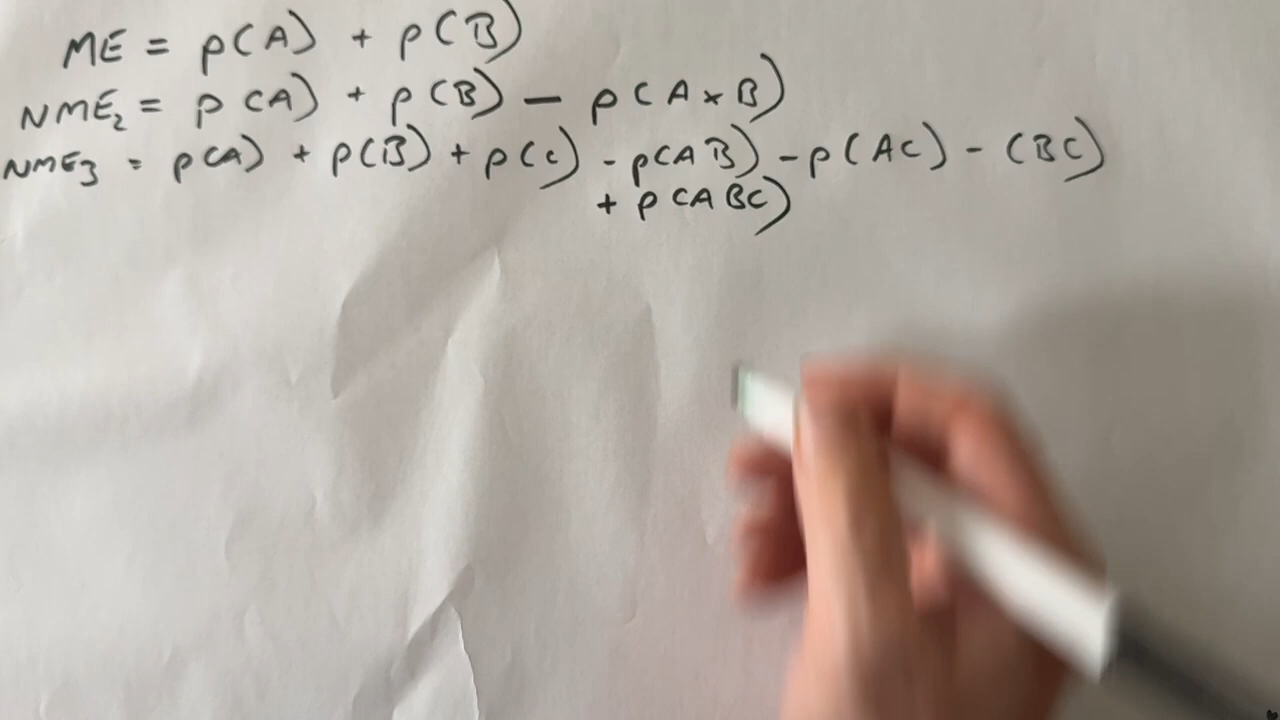 ME = p(A) + p(B)
NME₂ = p(A) + p(B) - p(A×B)
NME₃ = p(A) + p(B) + p(c) - p(AB) - p(AC) - (BC)
+ p(ABC)